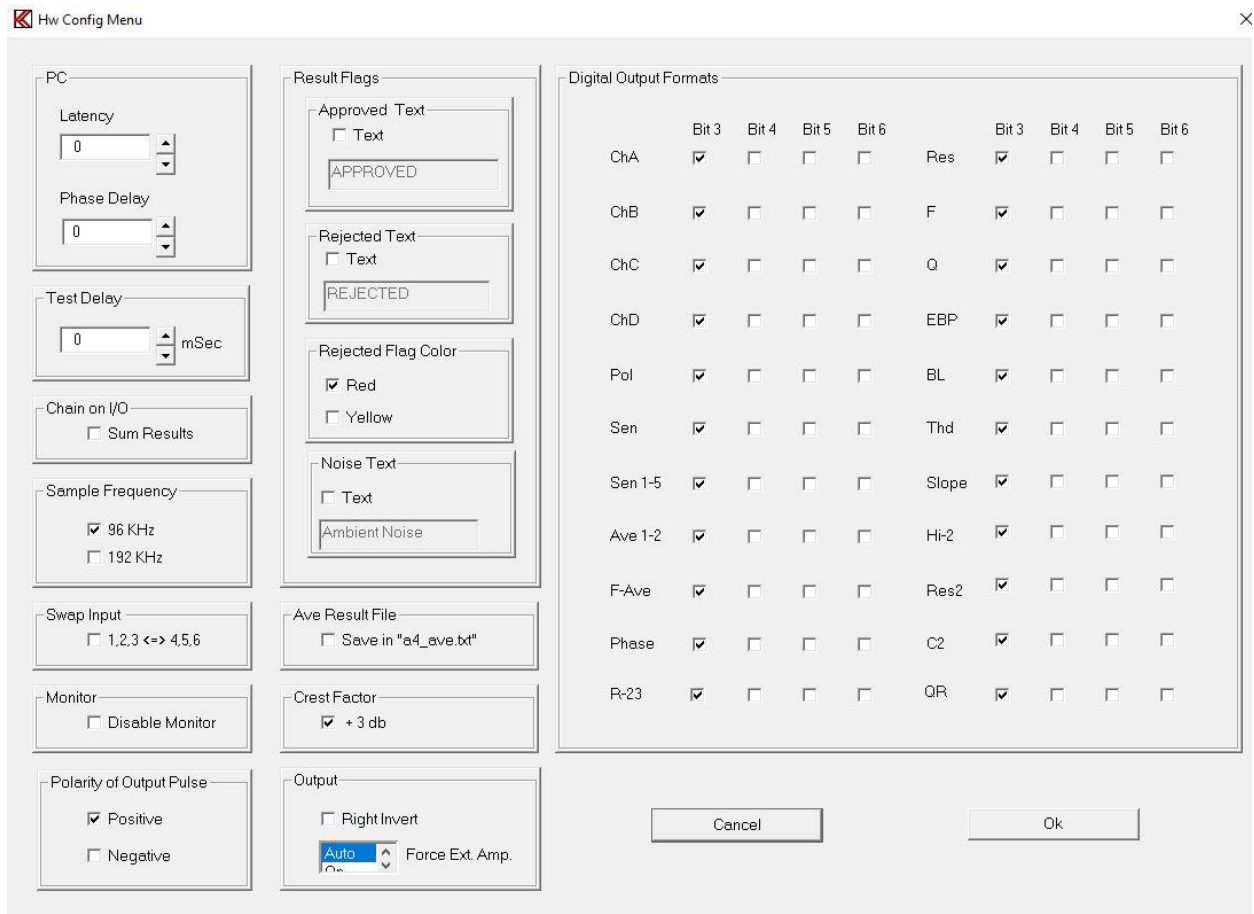 Hw Config Menu
PC
Latency
0
Phase Delay
0
Test Delay
0 mSec
Chain on I/O
Sum Results
Sample Frequency
96 KHz
192 KHz
Swap Input
1,2,3 <=> 4,5,6
Monitor
Disable Monitor
Polarity of Output Pulse
Positive
Negative
Result Flags
Approved Text
Text
APPROVED
Rejected Text
Text
REJECTED
Rejected Flag Color
Red
Yellow
Noise Text
Text
Ambient Noise
Ave Result File
Save in "a4_ave.txt"
Crest Factor
+ 3 db
Output
Right Invert
Auto
On
Force Ext. Amp.
Digital Output Formats
Bit 3 Bit 4 Bit 5 Bit 6 Bit 3 Bit 4 Bit 5 Bit 6
ChA Res
ChB F
ChC Q
ChD EBP
Pol BL
Sen Thd
Sen 1-5 Slope
Ave 1-2 Hi-2
F-Ave Res2
Phase C2
R-23 QR
Cancel Ok